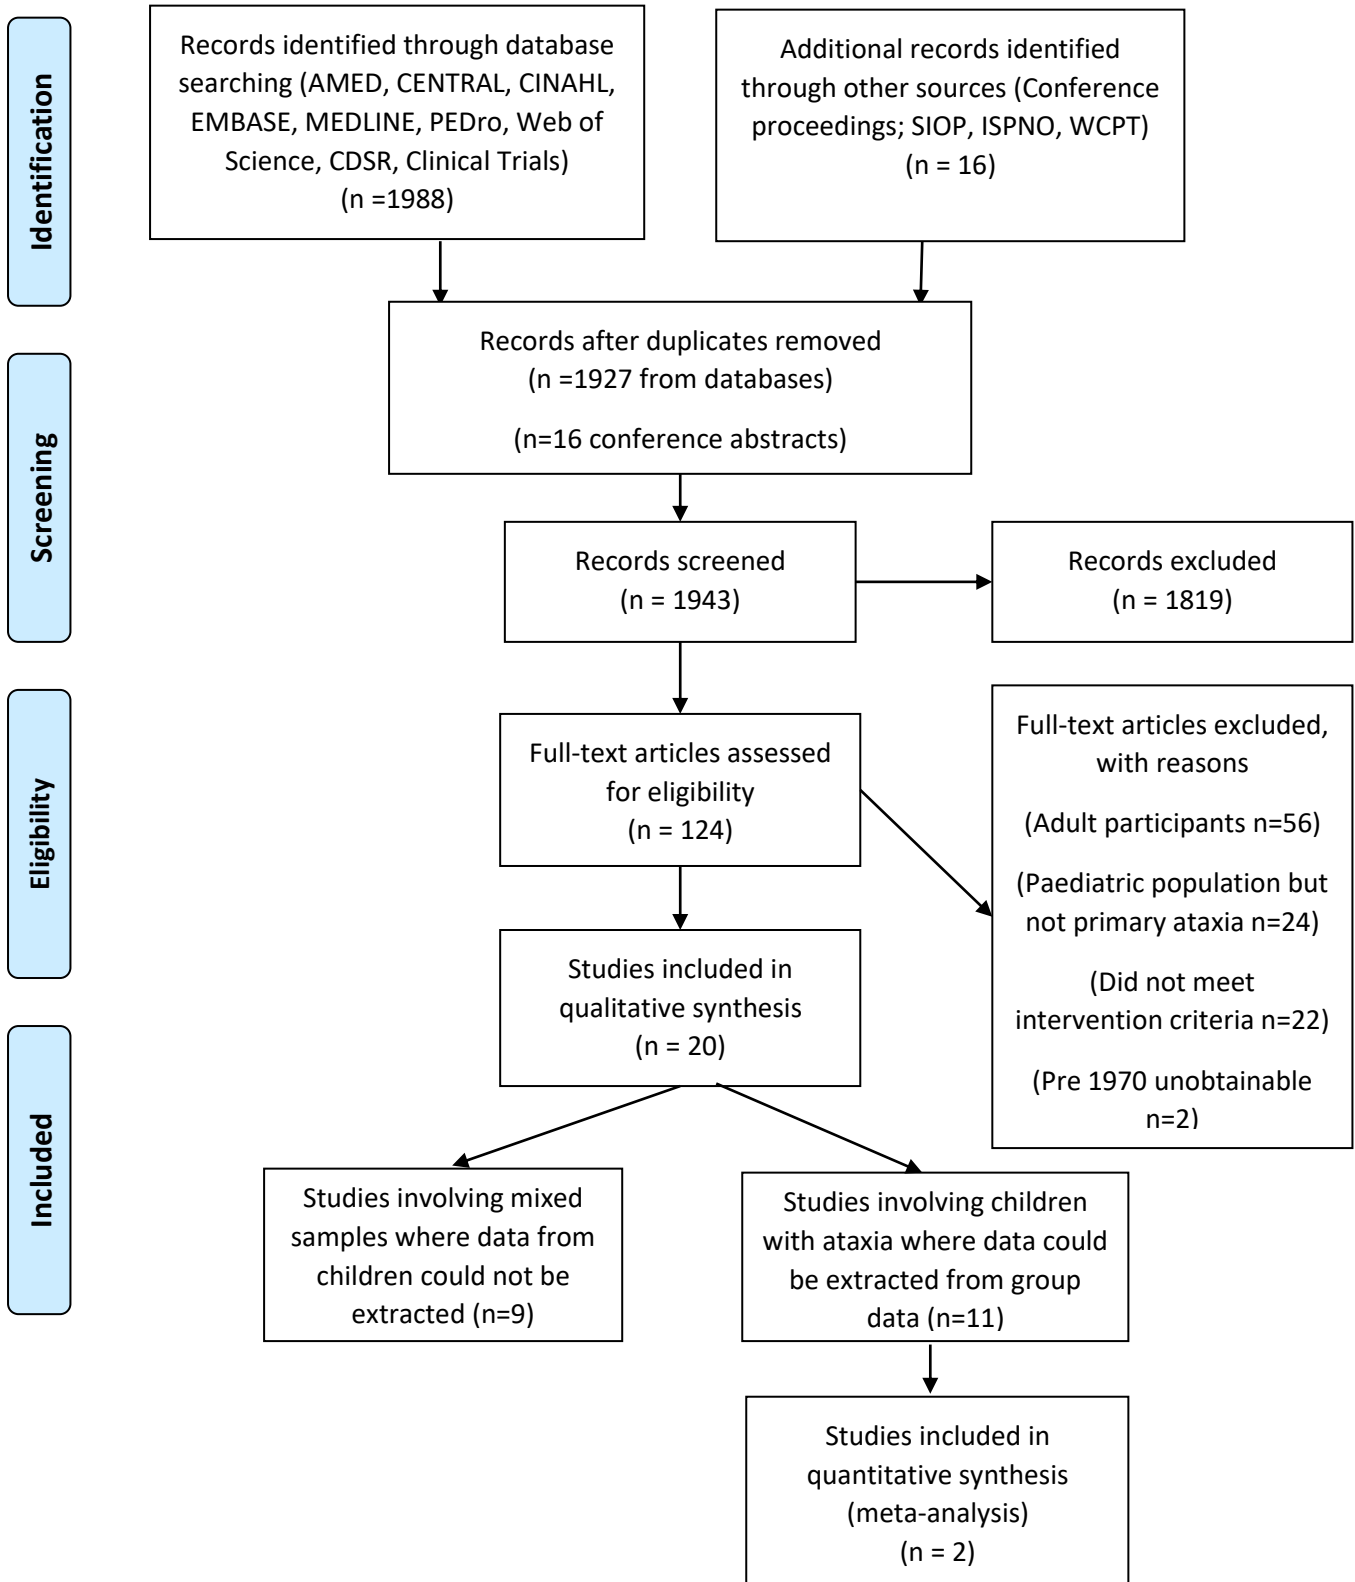 Identification
Records identified through database
searching (AMED, CENTRAL, CINAHL,
EMBASE, MEDLINE, PEDro, Web of
Science, CDSR, Clinical Trials)
(n =1988)
Additional records identified
through other sources (Conference
proceedings; SIOP, ISPNO, WCPT)
(n = 16)
Screening
Records after duplicates removed
(n =1927 from databases)
(n=16 conference abstracts)
Records screened
(n = 1943)
Records excluded
(n = 1819)
Eligibility
Full-text articles assessed
for eligibility
(n = 124)
Full-text articles excluded,
with reasons
(Adult participants n=56)
(Paediatric population but
not primary ataxia n=24)
(Did not meet
intervention criteria n=22)
(Pre 1970 unobtainable
n=2)
Studies included in
qualitative synthesis
(n = 20)
Included
Studies involving mixed
samples where data from
children could not be
extracted (n=9)
Studies involving children
with ataxia where data could
be extracted from group
data (n=11)
Studies included in
quantitative synthesis
(meta-analysis)
(n = 2)